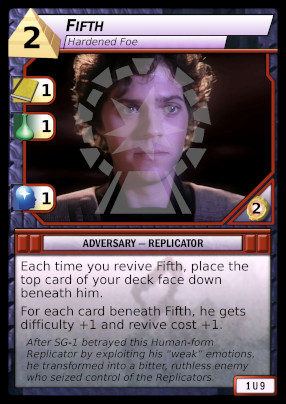 2
FIFTH
Hardened Foe
1
1
1
2
ADVERSARY – REPLICATOR
Each time you revive Fifth, place the
top card of your deck face down
beneath him.
For each card beneath Fifth, he gets
difficulty +1 and revive cost +1.
After SG-1 betrayed this Human-form
Replicator by exploiting his “weak” emotions,
he transformed into a bitter, ruthless enemy
who seized control of the Replicators.
1U9